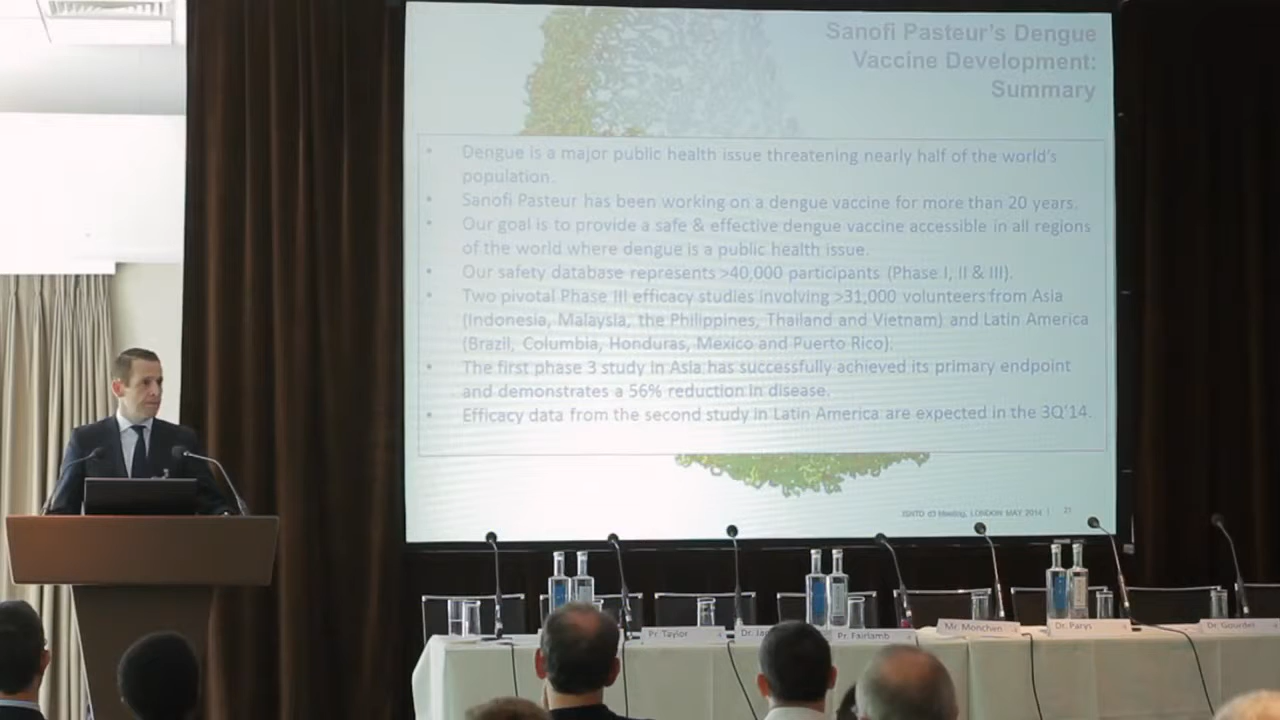 Sanofi Pasteur's Dengue
Vaccine Development:
Summary
• Dengue is a major public health issue threatening nearly half of the world's
population.
• Sanofi Pasteur has been working on a dengue vaccine for more than 20 years.
• Our goal is to provide a safe & effective dengue vaccine accessible in all regions
of the world where dengue is a public health issue.
• Our safety database represents >40,000 participants (Phase I, II & III).
• Two pivotal Phase III efficacy studies involving >31,000 volunteers from Asia
(Indonesia, Malaysia, the Philippines, Thailand and Vietnam) and Latin America
(Brazil, Columbia, Honduras, Mexico and Puerto Rico).
• The first phase 3 study in Asia has successfully achieved its primary endpoint
and demonstrates a 56% reduction in disease.
• Efficacy data from the second study in Latin America are expected in the 3Q'14.
Meeting, LONDON MAY 2014 | 21
Pr. Taylor
Dr.
Pr. Fairlamb
Mr. Monchen
Dr. Parys
Dr. Gourdel